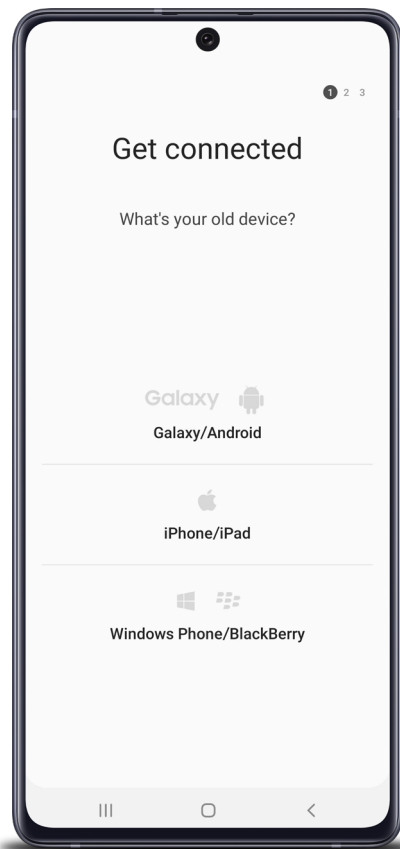 1 2 3
Get connected
What's your old device?
Galaxy
Galaxy/Android
iPhone/iPad
Windows Phone/BlackBerry